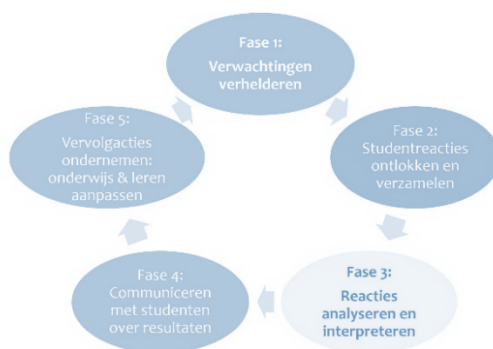 Fase 1:
Verwachtingen
verhelderen
Fase 2:
Studentreacties
ontlokken en
verzamelen
Fase 3:
Reacties
analyseren en
interpreteren
Fase 4:
Communiceren
met studenten
over resultaten
Fase 5:
Vervolgacties
ondernemen:
onderwijs & leren
aanpassen